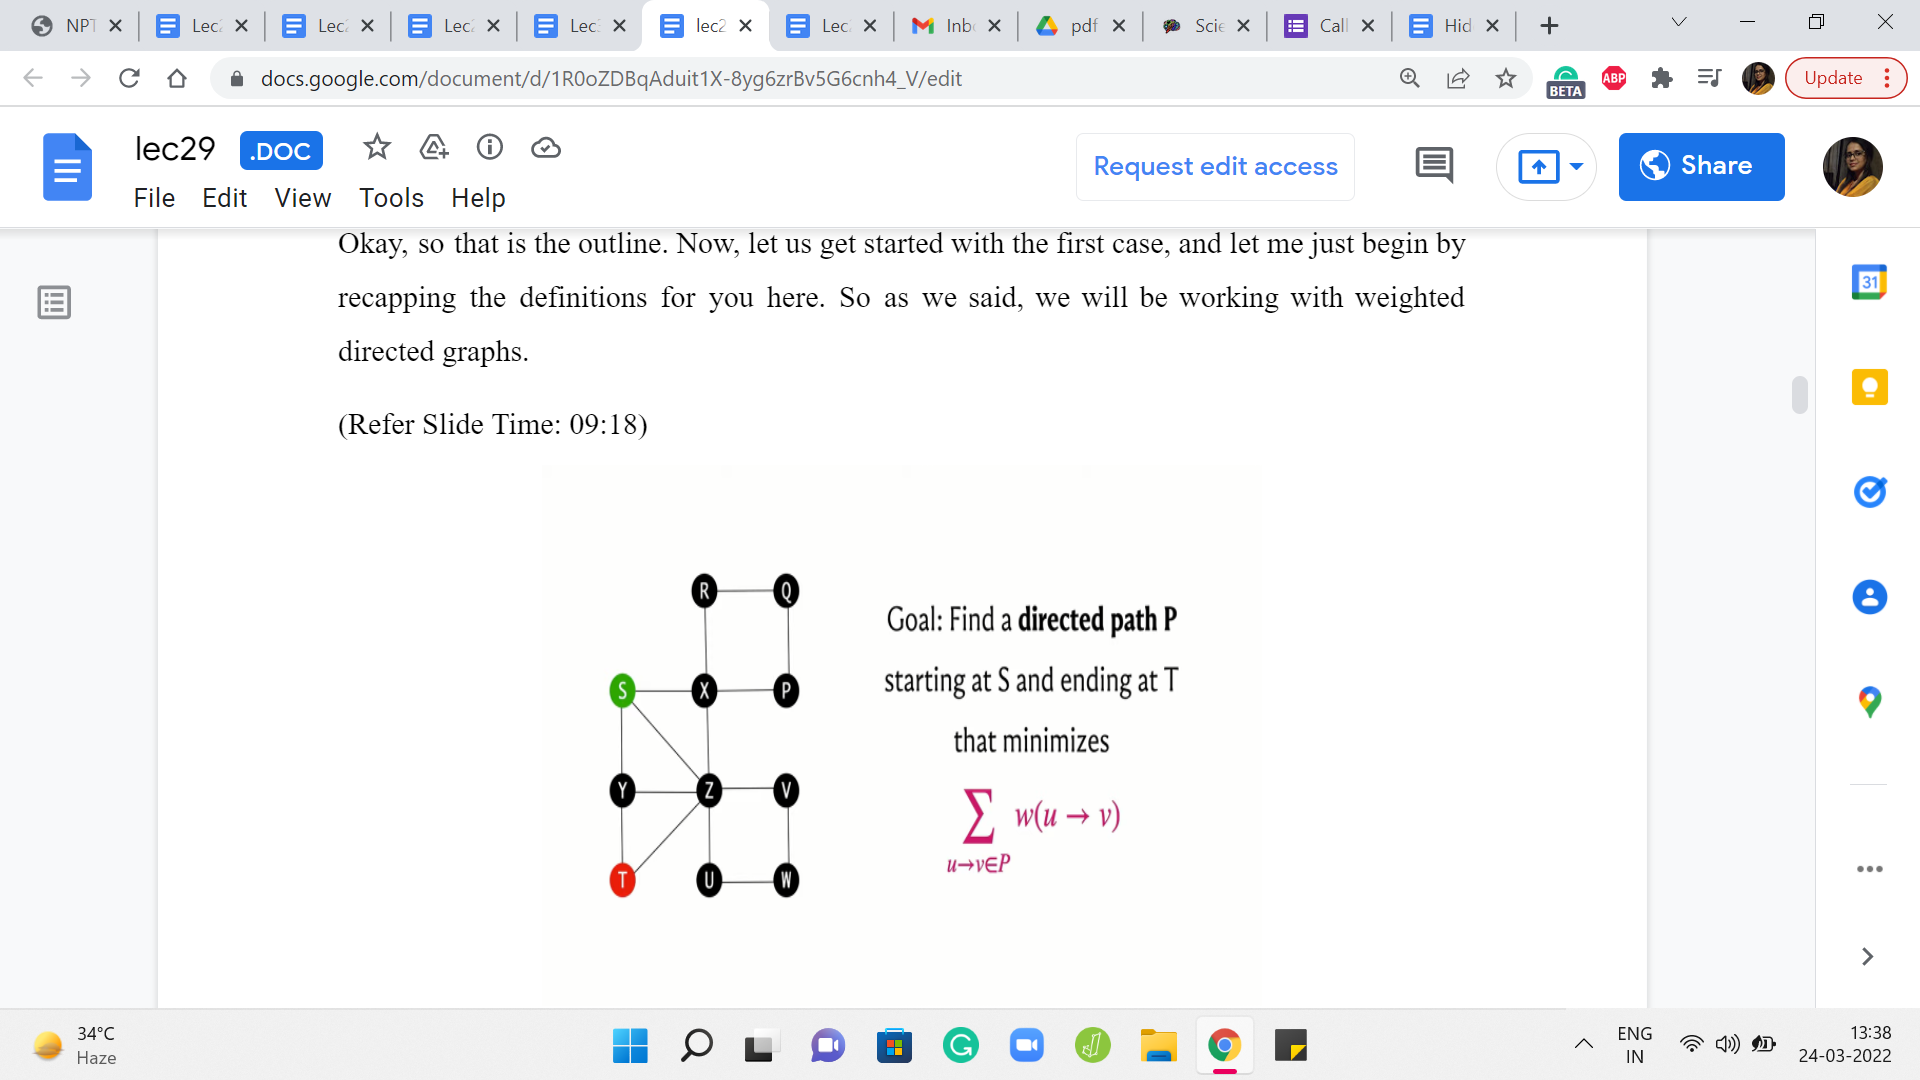 NPT
Lec
Lec
Lec
Lec
lec2
Lec
Inb
pdf
Scie
Call
Hid
docs.google.com/document/d/1R0oZDBqAduit1X-8yg6zrBv5G6cnh4_V/edit
BETA
ABP
Update
lec29 .DOC
Request edit access
Share
File Edit View Tools Help
Okay, so that is the outline. Now, let us get started with the first case, and let me just begin by
recapping the definitions for you here. So as we said, we will be working with weighted
directed graphs.
(Refer Slide Time: 09:18)
R Q
S X P
Y Z V
T U W
Goal: Find a directed path P
starting at S and ending at T
that minimizes
∑ w(u → v)
u→v∈P
31
34°C
Haze
ENG
IN
13:38
24-03-2022